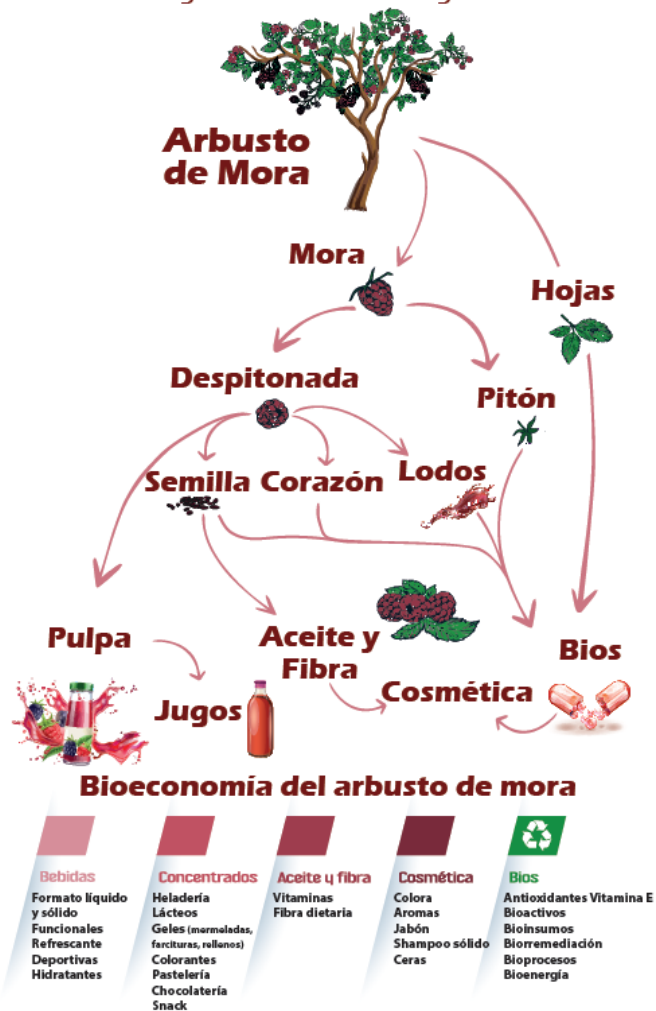 Arbusto
de Mora
Mora
Hojas
Despitonada
Pitón
Semilla Corazón Lodos
Pulpa
Aceite y
Fibra
Bios
Jugos
Cosmética
Bioeconomía del arbusto de mora
Bebidas
Formato líquido
y sólido
Funcionales
Refrescante
Deportivas
Hidratantes
Concentrados
Heladería
Lácteos
Geles (mermeladas,
farcituras, rellenos)
Colorantes
Pastelería
Chocolatería
Snack
Aceite y fibra
Vitaminas
Fibra dietaria
Cosmética
Colora
Aromas
Jabón
Shampoo sólido
Ceras
Bios
Antioxidantes Vitamina E
Bioactivos
Bioinsumos
Biorremediación
Bioprocesos
Bioenergía